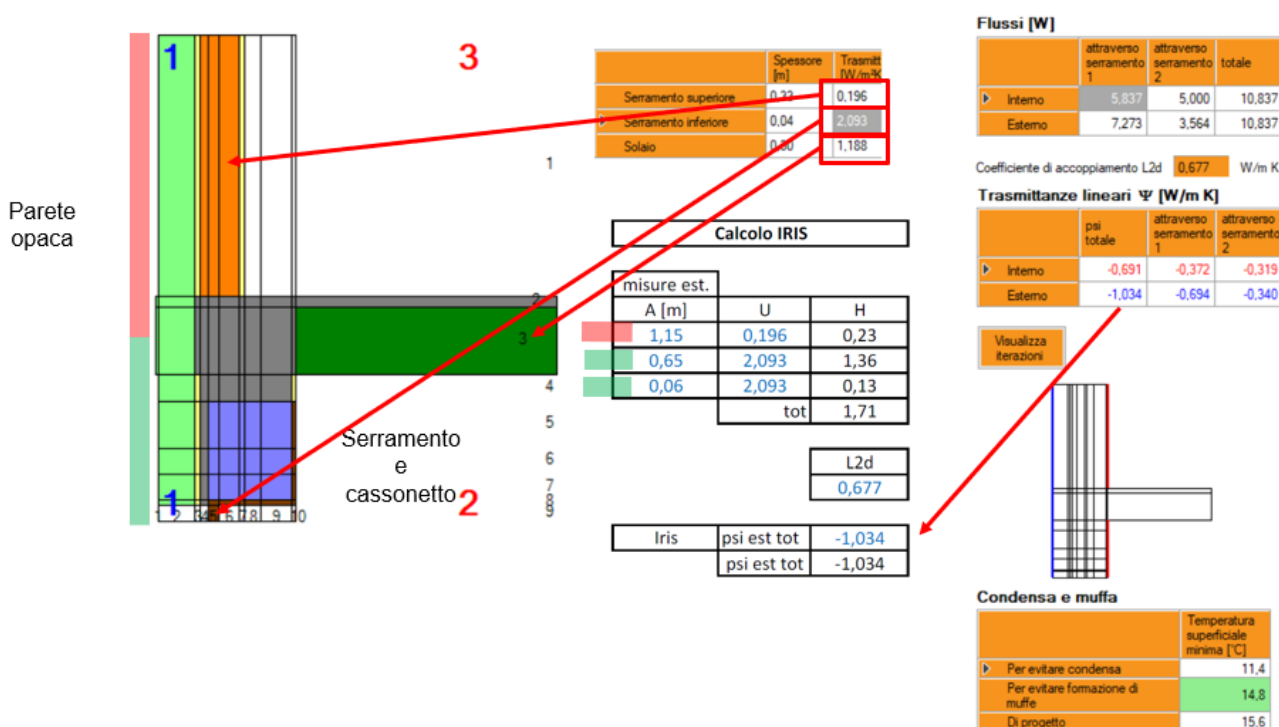 Parete
opaca
1
3
1
2
3
4
5
6
7
8
9
Serramento
e
cassonetto
1
2
1 2 345 6 78 9 10
Spessore [m]
Trasmitt [W/m²K
Serramento superiore 0,33 0,196
Serramento inferiore 0,04 2,093
Solaio 0,30 1,188
Calcolo IRIS
misure est.
A [m] U H
1,15 0,196 0,23
0,65 2,093 1,36
0,06 2,093 0,13
tot 1,71
L2d
0,677
Iris psi est tot -1,034
psi est tot -1,034
Flussi [W]
attraverso serramento 1
attraverso serramento 2
totale
Interno 5,837 5,000 10,837
Esterno 7,273 3,564 10,837
Coefficiente di accoppiamento L2d 0,677 W/m K
Trasmittanze lineari Ψ [W/m K]
psi totale
attraverso serramento 1
attraverso serramento 2
Interno -0,691 -0,372 -0,319
Esterno -1,034 -0,694 -0,340
Visualizza
iterazioni
Condensa e muffa
Temperatura
superficiale
minima [°C]
Per evitare condensa 11,4
Per evitare formazione di
muffe 14,8
Di progetto 15,6